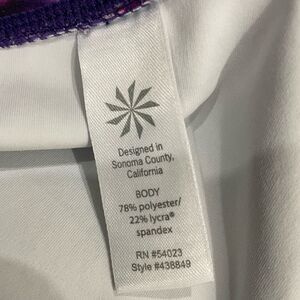 Designed in
Sonoma County,
California
BODY
78% polyester/
22% lycra®
spandex
RN #54023
Style #438849